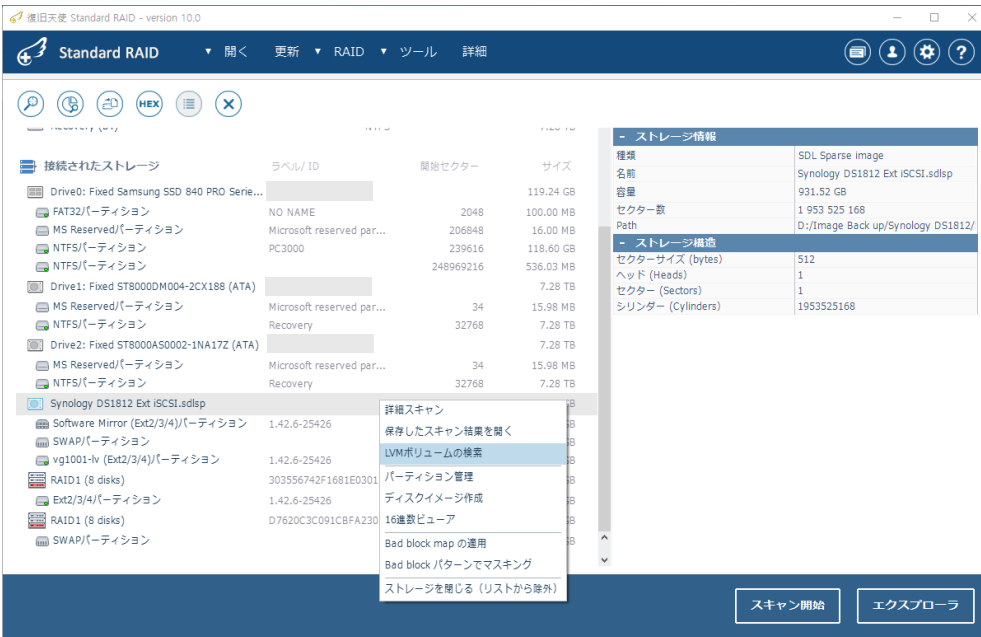 復旧天使 Standard RAID - version 10.0
Standard RAID ▼ 開く 更新 ▼ RAID ▼ ツール 詳細
HEX
接続されたストレージ ラベル/ ID 開始セクター サイズ
Drive0: Fixed Samsung SSD 840 PRO Serie... 119.24 GB
FAT32パーティション NO NAME 2048 100.00 MB
MS Reservedパーティション Microsoft reserved par... 206848 16.00 MB
NTFSパーティション PC3000 239616 118.60 GB
NTFSパーティション 248969216 536.03 MB
Drive1: Fixed ST8000DM004-2CX188 (ATA) 7.28 TB
MS Reservedパーティション Microsoft reserved par... 34 15.98 MB
NTFSパーティション Recovery 32768 7.28 TB
Drive2: Fixed ST8000AS0002-1NA17Z (ATA) 7.28 TB
MS Reservedパーティション Microsoft reserved par... 34 15.98 MB
NTFSパーティション Recovery 32768 7.28 TB
Synology DS1812 Ext iSCSI.sdlsp
Software Mirror (Ext2/3/4)パーティション 1.42.6-25426
SWAPパーティション
vg1001-lv (Ext2/3/4)パーティション 1.42.6-25426
RAID1 (8 disks) 303556742F1681E0301
Ext2/3/4パーティション 1.42.6-25426
RAID1 (8 disks) D7620C3C091CBFA230
SWAPパーティション
詳細スキャン
保存したスキャン結果を開く
LVMボリュームの検索
パーティション管理
ディスクイメージ作成
16進数ビューア
Bad block map の適用
Bad block パターンでマスキング
ストレージを閉じる（リストから除外）
- ストレージ情報
種類 SDL Sparse image
名前 Synology DS1812 Ext iSCSI.sdlsp
容量 931.52 GB
セクター数 1 953 525 168
Path D:/Image Back up/Synology DS1812/
- ストレージ構造
セクターサイズ (bytes) 512
ヘッド (Heads) 1
セクター (Sectors) 1
シリンダー (Cylinders) 1953525168
スキャン開始 エクスプローラ